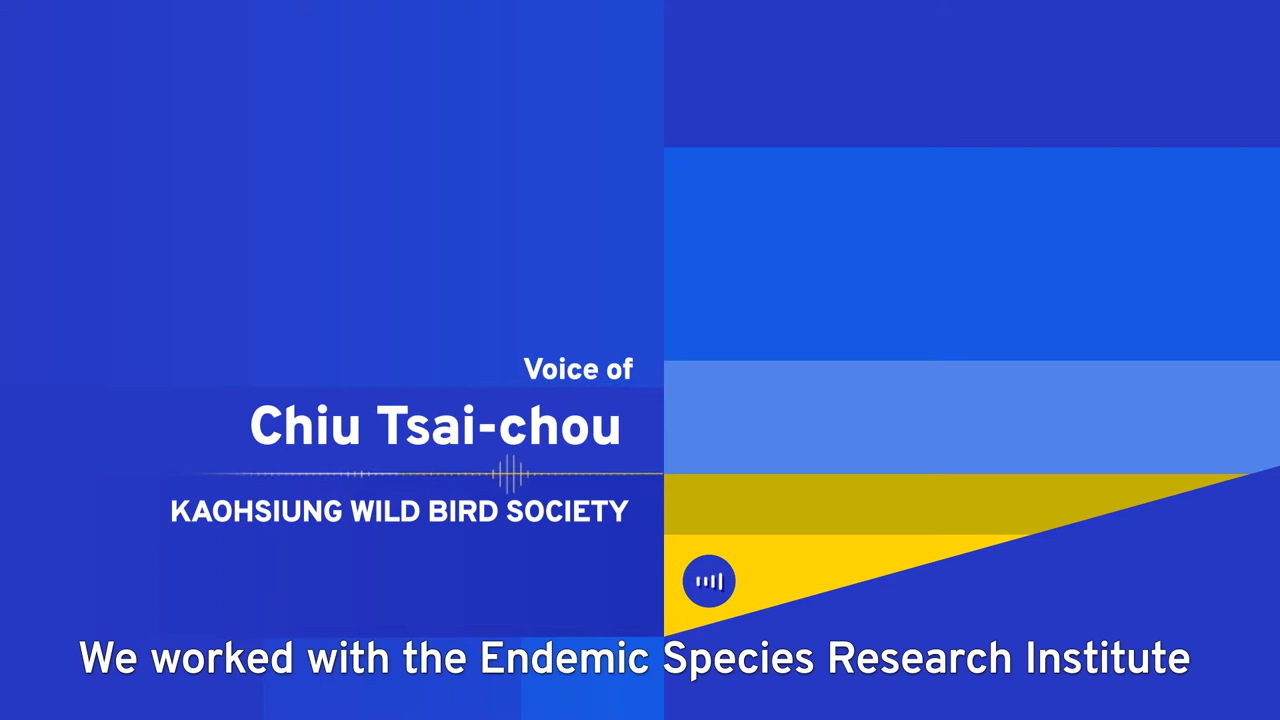 Voice of
Chiu Tsai-chou
KAOHSIUNG WILD BIRD SOCIETY
We worked with the Endemic Species Research Institute